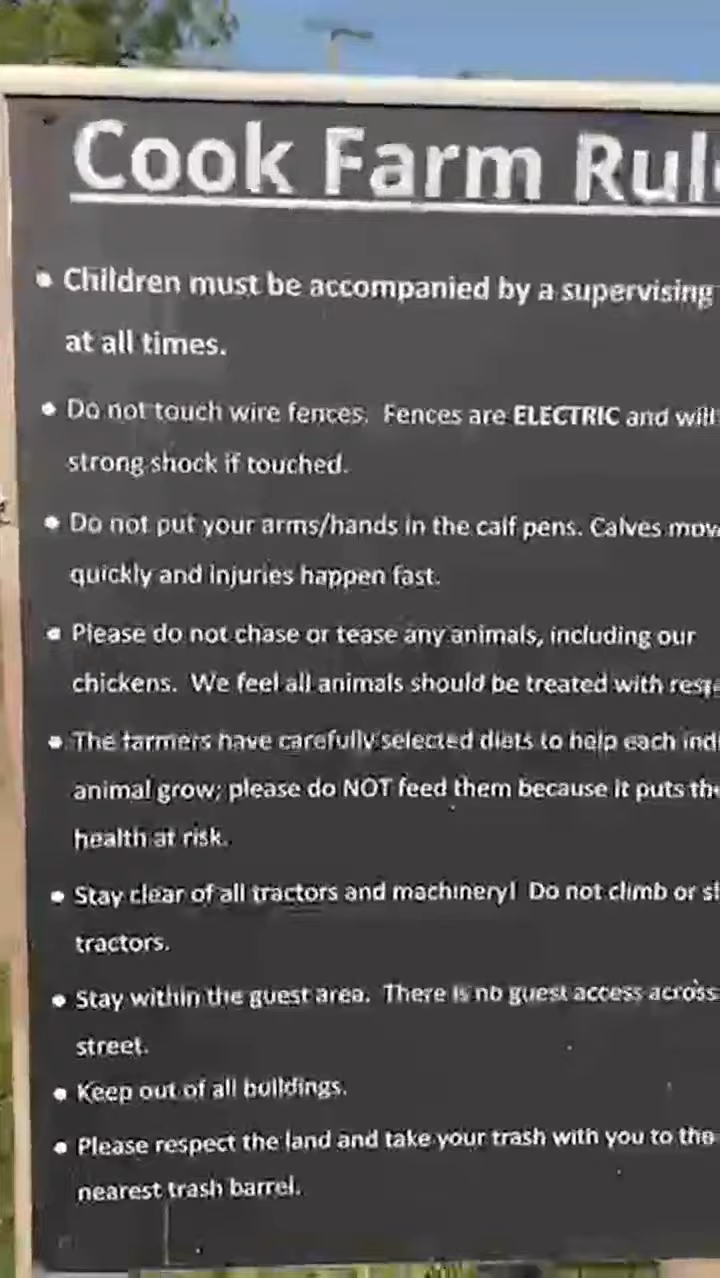 Cook Farm Rul
• Children must be accompanied by a supervising
at all times.
• Do not touch wire fences. Fences are ELECTRIC and will
strong shock if touched.
• Do not put your arms/hands in the calf pens. Calves mov
quickly and injuries happen fast.
• Please do not chase or tease any animals, including our
chickens. We feel all animals should be treated with resp
• The farmers have carefully selected diets to help each ind
animal grow; please do NOT feed them because it puts th
health at risk.
• Stay clear of all tractors and machinery! Do not climb or s
tractors.
• Stay within the guest area. There is no guest access across
street.
• Keep out of all buildings.
• Please respect the land and take your trash with you to the
nearest trash barrel.